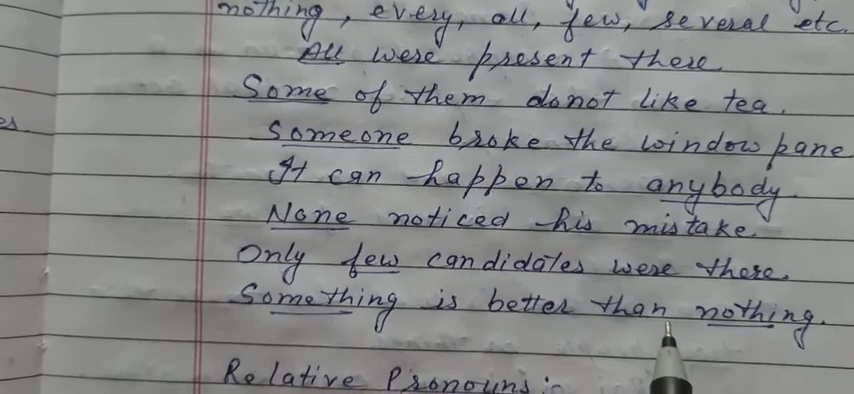 nothing, every, all, few, several etc.
All were present there.
Some of them donot like tea.
es
Someone broke the window pane
It can happen to anybody.
None noticed his mistake.
Only few candidates were there.
Something is better than nothing.
Relative Pronouns :-